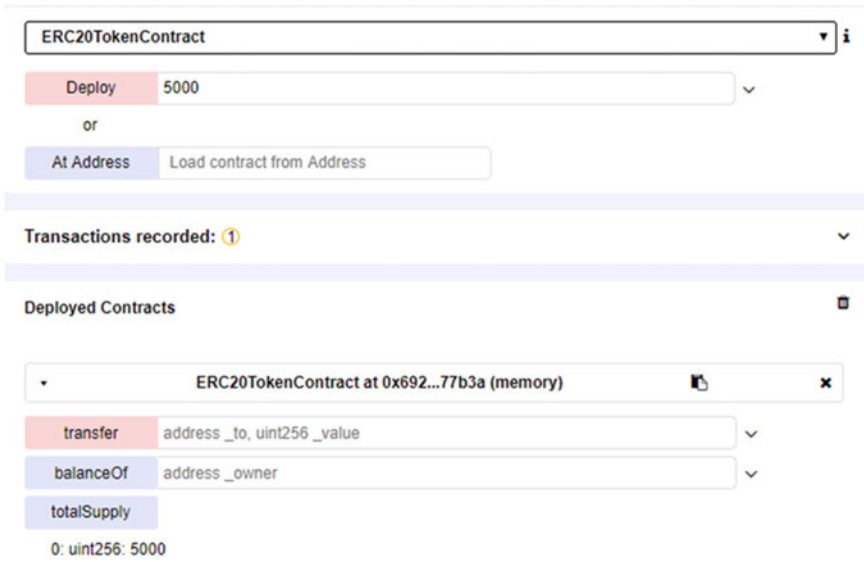 ERC20TokenContract
Deploy 5000
or
At Address Load contract from Address
Transactions recorded: 1
Deployed Contracts
ERC20TokenContract at 0x692...77b3a (memory)
transfer address _to, uint256 _value
balanceOf address _owner
totalSupply
0: uint256: 5000